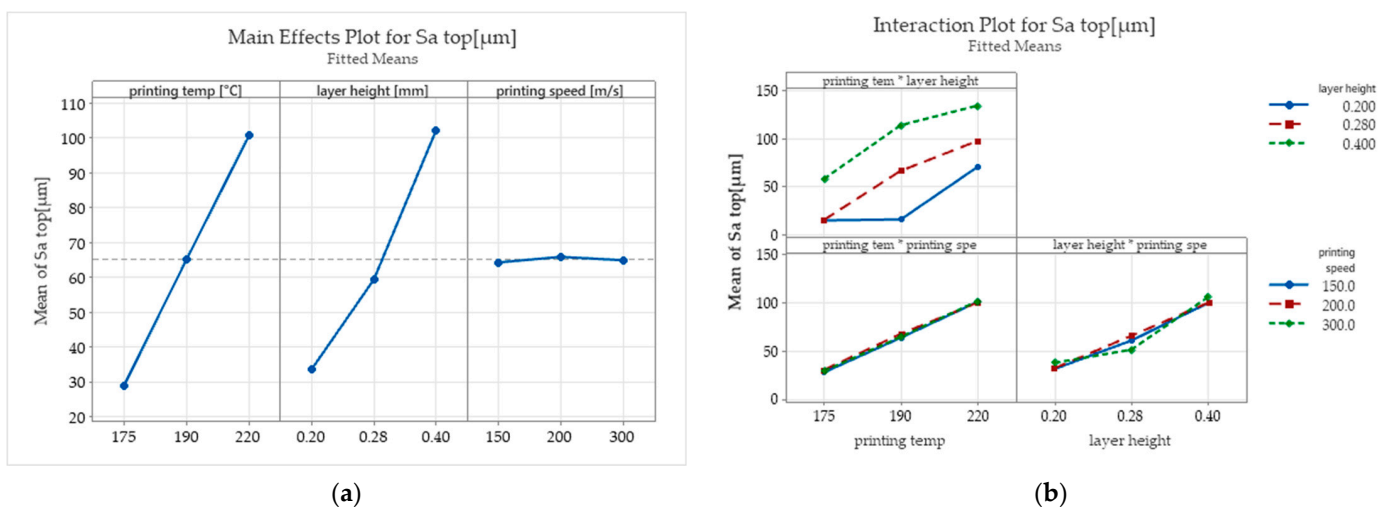 Main Effects Plot for Sa top[μm]
Fitted Means
printing temp [°C] layer height [mm] printing speed [m/s]
Mean of Sa top[μm]
110
100
90
80
70
60
50
40
30
20
175 190 220 0.20 0.28 0.40 150 200 300
(a)
Interaction Plot for Sa top[μm]
Fitted Means
printing tem * layer height
Mean of Sa top[μm]
150
100
50
0
layer height
0.200
0.280
0.400
printing tem * printing spe layer height * printing spe
150
100
50
0
printing
speed
150.0
200.0
300.0
175 190 220 0.20 0.28 0.40
printing temp layer height
(b)